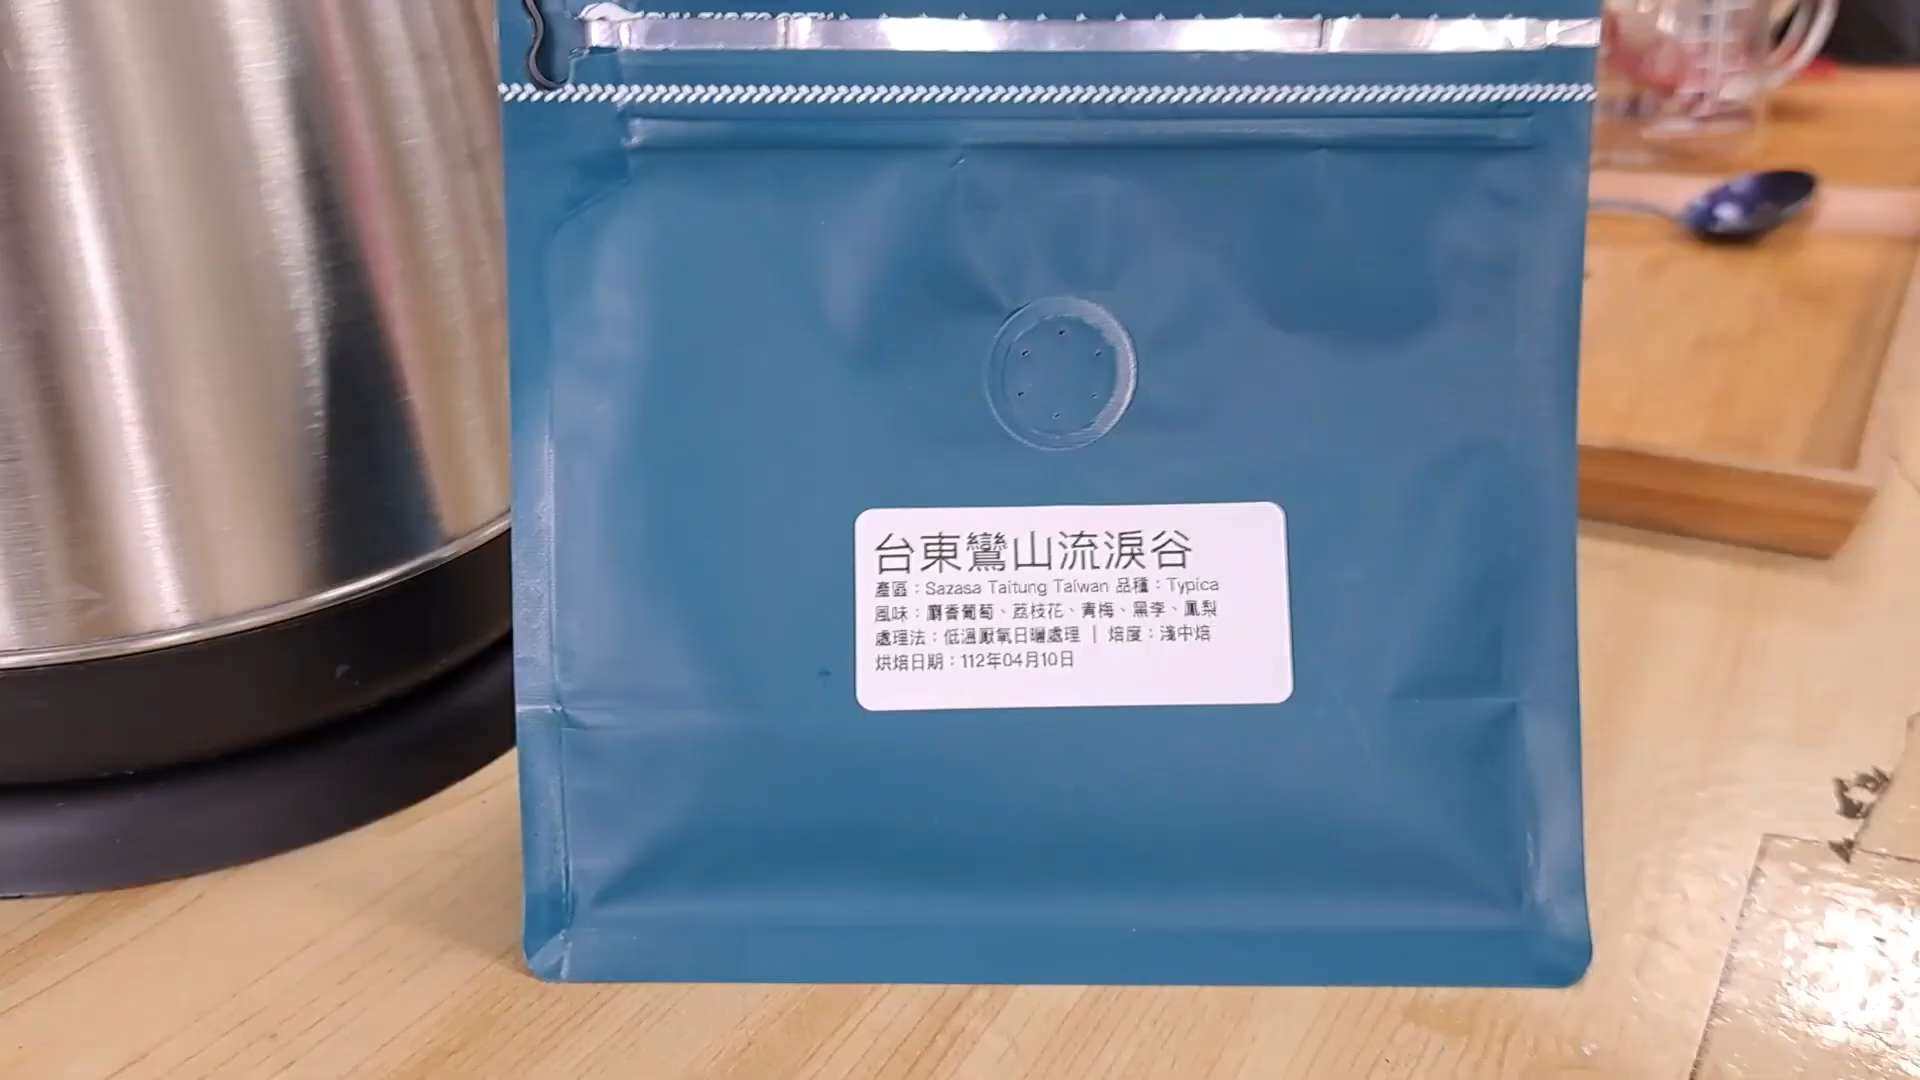 台東鸞山流淚谷
產區：Sazasa Taitung Taiwan 品種：Typica
風味：麝香葡萄、荔枝花、青梅、黑李、鳳梨
處理法：低溫厭氧日曬處理 | 焙度：淺中焙
烘焙日期：112年04月10日